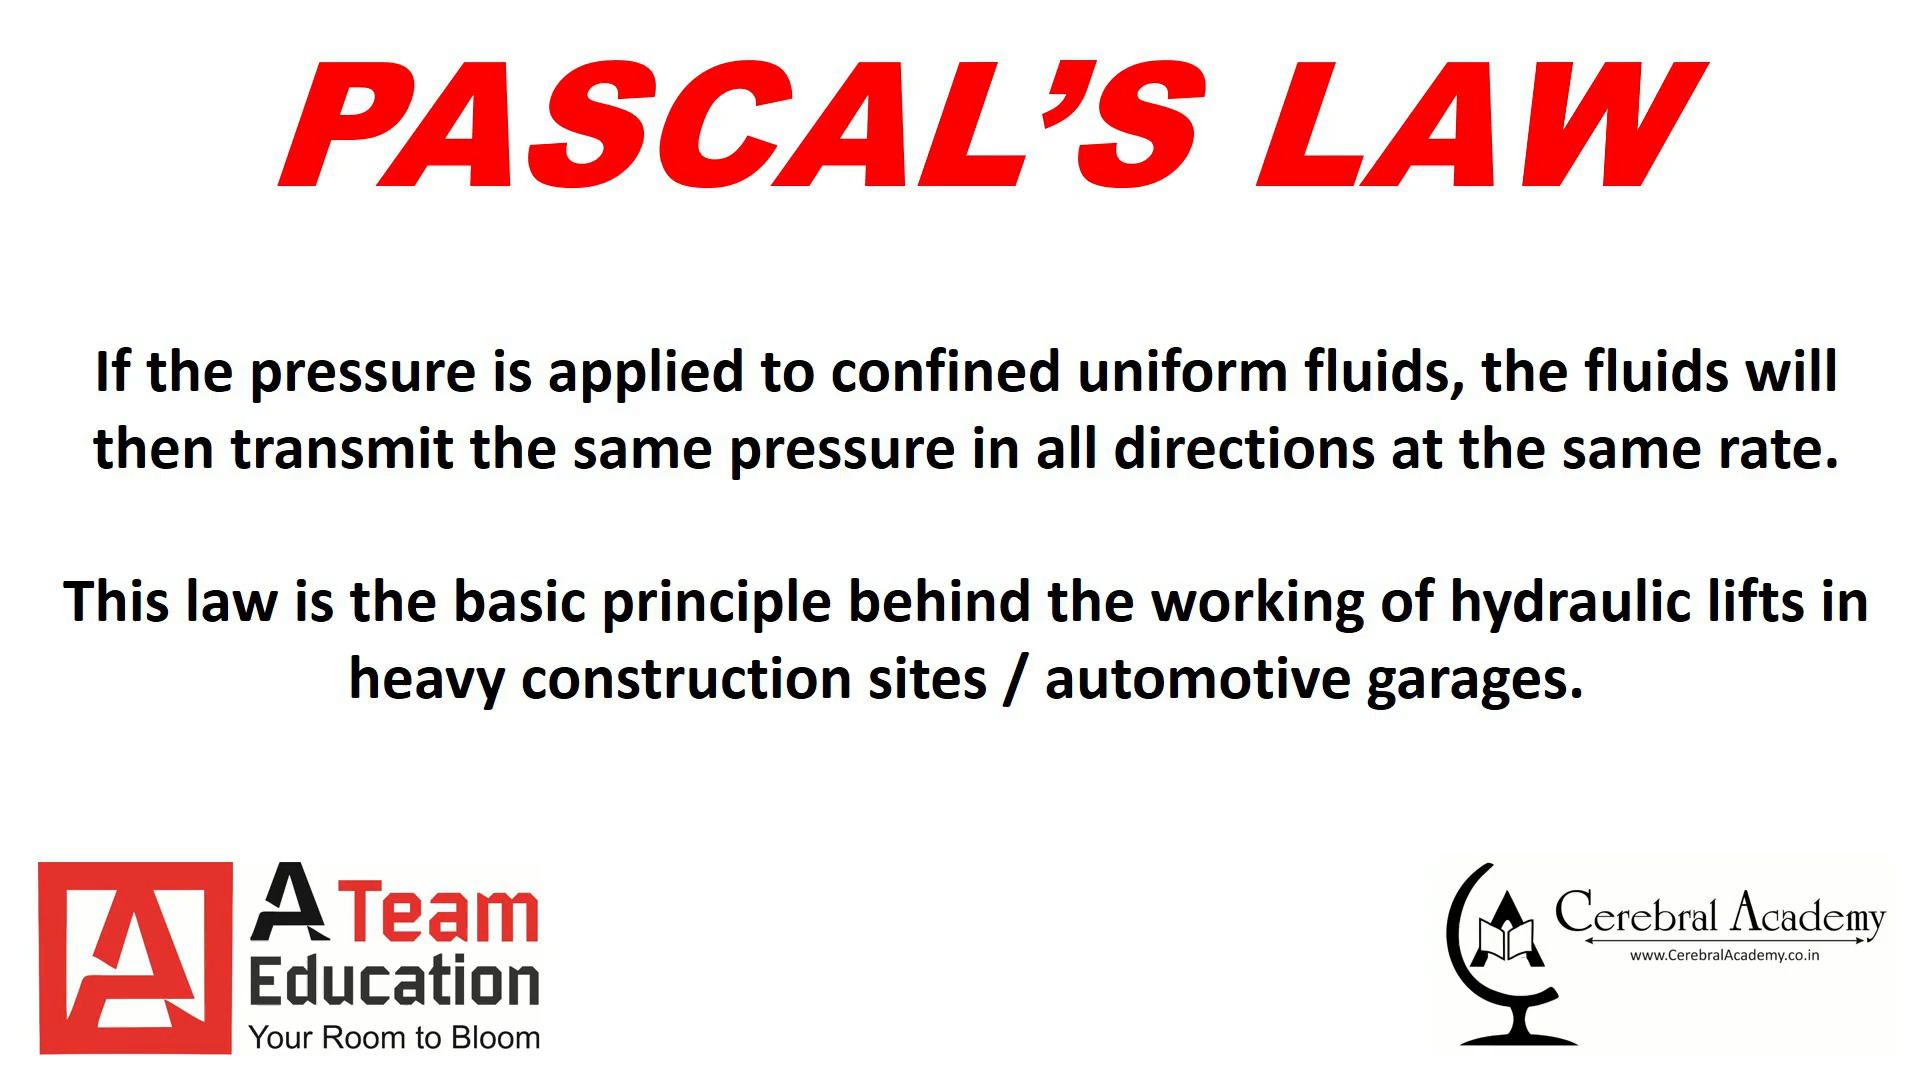 PASCAL’S LAW
If the pressure is applied to confined uniform fluids, the fluids will
then transmit the same pressure in all directions at the same rate.
This law is the basic principle behind the working of hydraulic lifts in
heavy construction sites / automotive garages.
A Team
Education
Your Room to Bloom
Cerebral Academy
www.CerebralAcademy.co.in